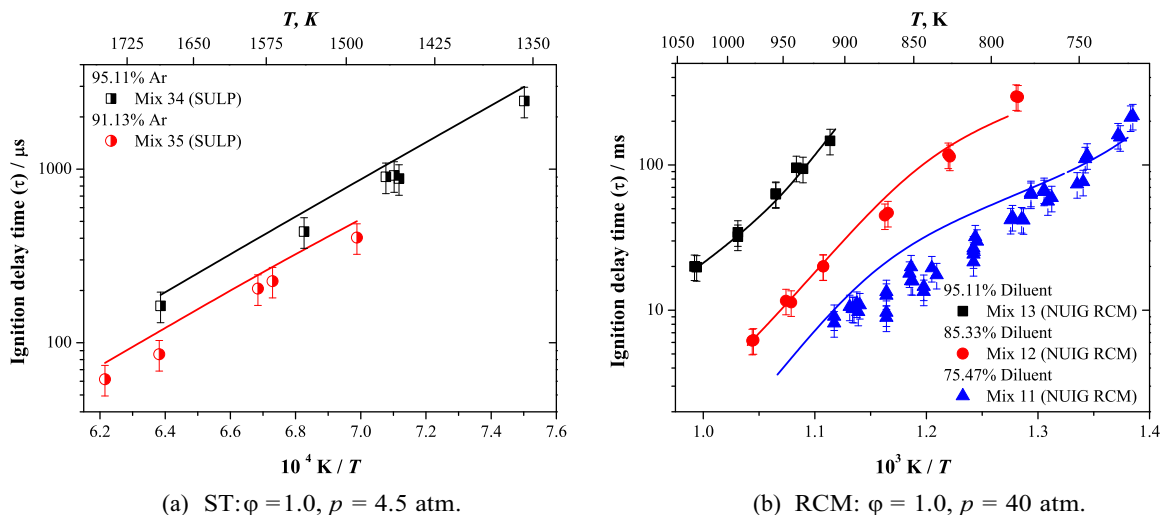 T, K
1725 1650 1575 1500 1425 1350
Ignition delay time (τ) / μs
1000
100
95.11% Ar
Mix 34 (SULP)
91.13% Ar
Mix 35 (SULP)
6.2 6.4 6.6 6.8 7.0 7.2 7.4 7.6
10 4 K / T
(a) ST: φ =1.0, p = 4.5 atm.
T, K
1050 1000 950 900 850 800 750
Ignition delay time (τ) / ms
100
10
1
95.11% Diluent
Mix 13 (NUIG RCM)
85.33% Diluent
Mix 12 (NUIG RCM)
75.47% Diluent
Mix 11 (NUIG RCM)
1.0 1.1 1.2 1.3 1.4
10³ K / T
(b) RCM: φ = 1.0, p = 40 atm.